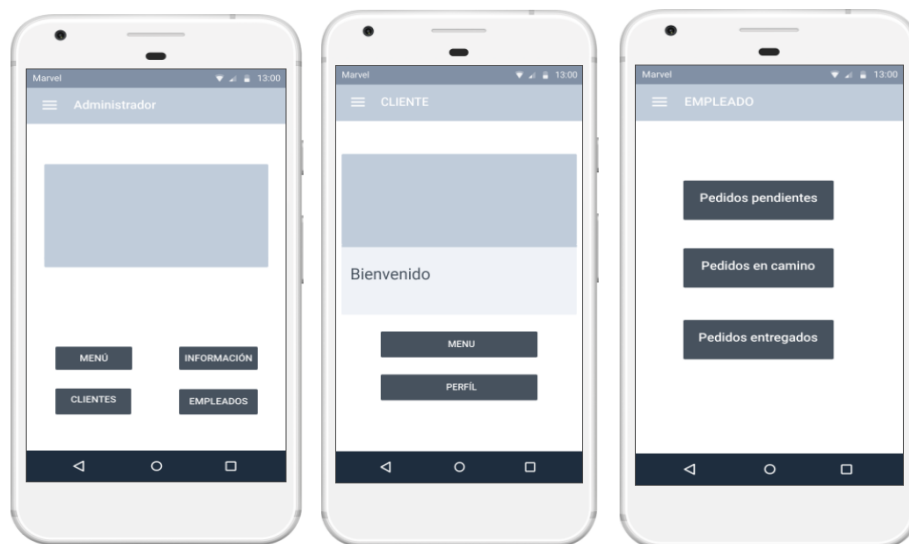 Marvel 13:00
Administrador
MENÚ INFORMACIÓN
CLIENTES EMPLEADOS
Marvel 13:00
CLIENTE
Bienvenido
MENU
PERFÍL
Marvel 13:00
EMPLEADO
Pedidos pendientes
Pedidos en camino
Pedidos entregados